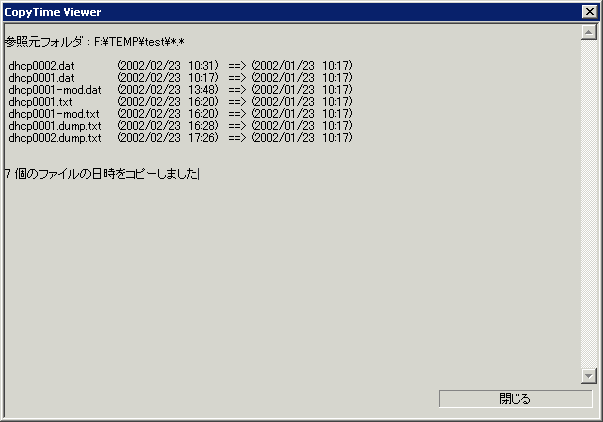 CopyTime Viewer
参照元フォルダ : F:¥TEMP¥test¥*.*
dhcp0002.dat (2002/02/23 10:31) ==> (2002/01/23 10:17)
dhcp0001.dat (2002/02/23 10:17) ==> (2002/01/23 10:17)
dhcp0001-mod.dat (2002/02/23 13:48) ==> (2002/01/23 10:17)
dhcp0001.txt (2002/02/23 16:20) ==> (2002/01/23 10:17)
dhcp0001-mod.txt (2002/02/23 16:20) ==> (2002/01/23 10:17)
dhcp0001.dump.txt (2002/02/23 16:28) ==> (2002/01/23 10:17)
dhcp0002.dump.txt (2002/02/23 17:26) ==> (2002/01/23 10:17)
7 個のファイルの日時をコピーしました
閉じる